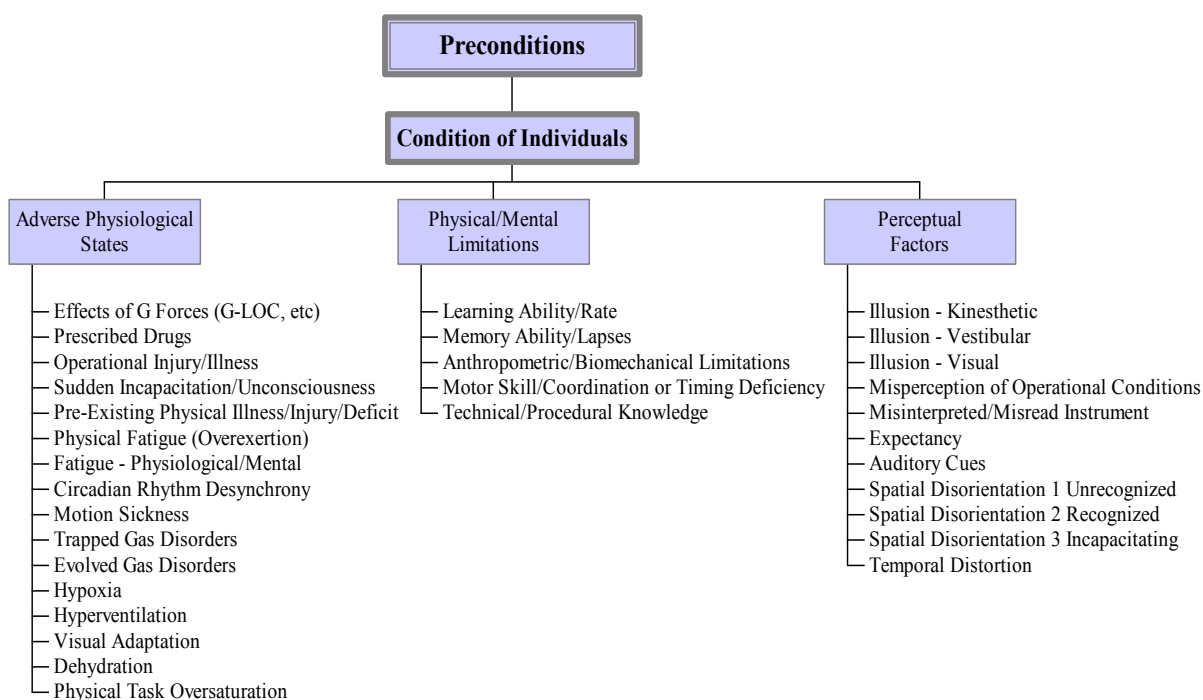 Preconditions
Condition of Individuals
Adverse Physiological
States
Effects of G Forces (G-LOC, etc)
Prescribed Drugs
Operational Injury/Illness
Sudden Incapacitation/Unconsciousness
Pre-Existing Physical Illness/Injury/Deficit
Physical Fatigue (Overexertion)
Fatigue - Physiological/Mental
Circadian Rhythm Desynchrony
Motion Sickness
Trapped Gas Disorders
Evolved Gas Disorders
Hypoxia
Hyperventilation
Visual Adaptation
Dehydration
Physical Task Oversaturation
Physical/Mental
Limitations
Learning Ability/Rate
Memory Ability/Lapses
Anthropometric/Biomechanical Limitations
Motor Skill/Coordination or Timing Deficiency
Technical/Procedural Knowledge
Perceptual
Factors
Illusion - Kinesthetic
Illusion - Vestibular
Illusion - Visual
Misperception of Operational Conditions
Misinterpreted/Misread Instrument
Expectancy
Auditory Cues
Spatial Disorientation 1 Unrecognized
Spatial Disorientation 2 Recognized
Spatial Disorientation 3 Incapacitating
Temporal Distortion